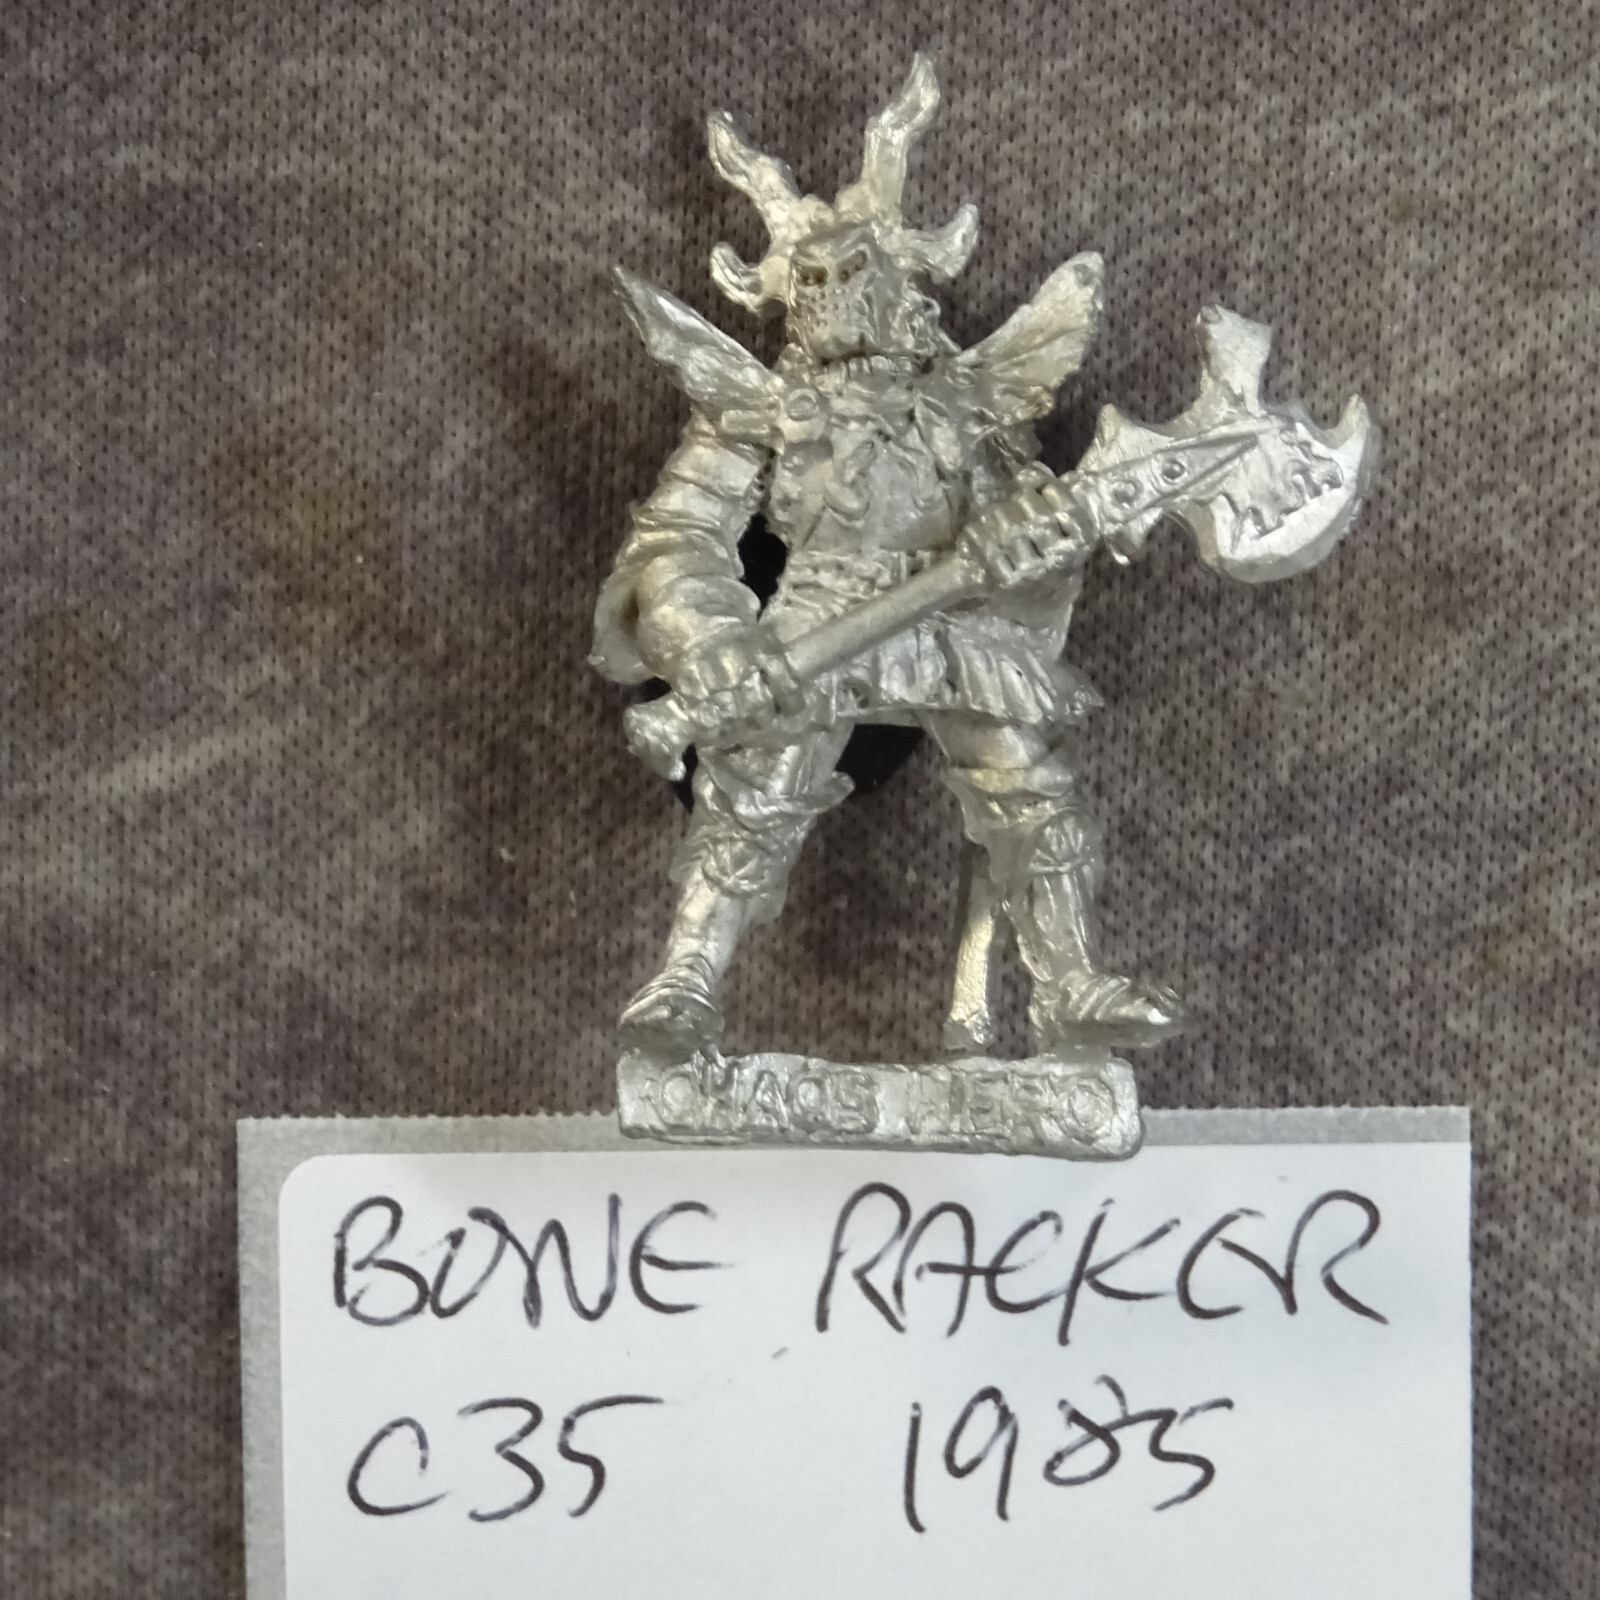 CHAOS HERO
BONE RACKER
C35 1985